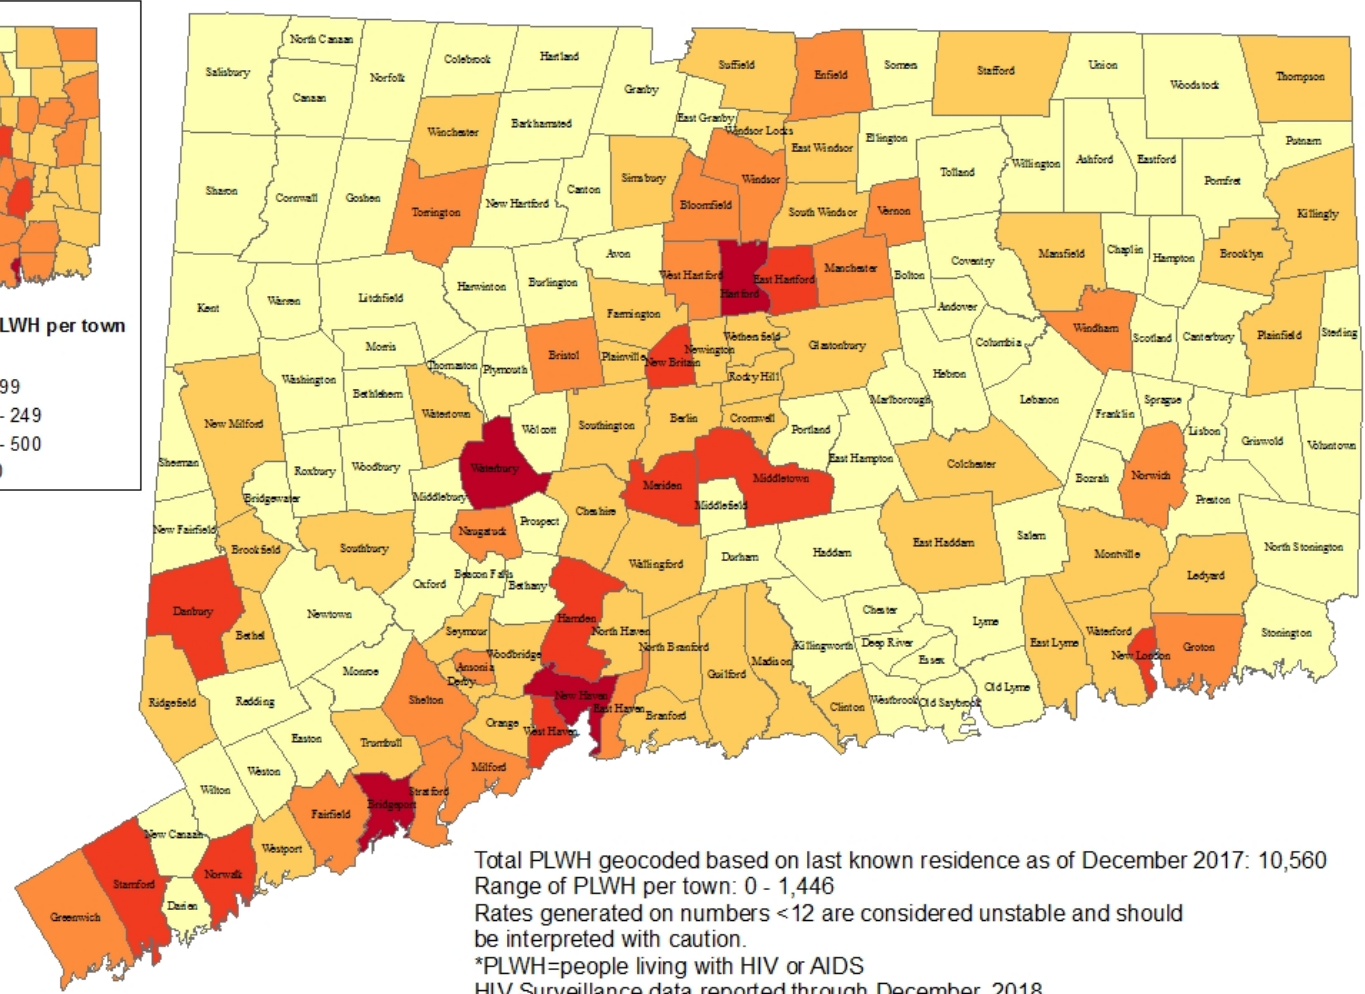 North Canaan
Colebrook
Hartland
Salisbury
Norfolk
Canaan
Granby
Suffield
Enfield
Somers
Stafford
Union
Woodstock
Thompson
East Granby
Windsor Locks
Winchester
Barkhamsted
East Windsor
Ellington
Putnam
Willington
Ashford
Eastford
Tolland
Pomfret
Simsbury
Windsor
Sharon
Cornwall
Goshen
Canton
New Hartford
Torrington
Bloomfield
South Windsor
Vernon
Killingly
Avon
Mansfield
Chaplin
Hampton
Brooklyn
Coventry
West Hartford
Hartford
East Hartford
Manchester
Bolton
Burlington
Harwinton
Litchfield
Warren
Kent
Andover
Farmington
LWH per town
Windham
Scotland
Canterbury
Plainfield
Sterling
Wethersfield
Newington
Glastonbury
Columbia
Morris
Bristol
Plainville
New Britain
Thomaston
Plymouth
Rocky Hill
Hebron
Washington
99
Bethlehem
Marlborough
Lebanon
Sprague
Franklin
- 249
Watertown
Southington
Berlin
Cromwell
New Milford
Wolcott
Portland
Lisbon
Griswold
Voluntown
- 500
East Hampton
Colchester
Sherman
Roxbury
Woodbury
Waterbury
Bozrah
Norwich
Meriden
Middletown
Bridgewater
Middlebury
Middlefield
Preston
Cheshire
New Fairfield
Naugatuck
Prospect
Brookfield
Southbury
East Haddam
Salem
Montville
North Stonington
Wallingford
Durham
Haddam
Oxford
Beacon Falls
Bethany
Ledyard
Danbury
Newtown
Hamden
Chester
Lyme
Bethel
Seymour
North Haven
North Branford
Killingworth
Deep River
East Lyme
Waterford
Stonington
Woodbridge
Ansonia
Derby
Madison
Essex
New London
Groton
Monroe
Guilford
Old Lyme
Ridgefield
Redding
Shelton
New Haven
East Haven
Branford
Clinton
Westbrook
Old Saybrook
Orange
West Haven
Easton
Trumbull
Weston
Milford
Wilton
Stratford
Bridgeport
Fairfield
New Canaan
Westport
Stamford
Norwalk
Darien
Greenwich
Total PLWH geocoded based on last known residence as of December 2017: 10,560
Range of PLWH per town: 0 - 1,446
Rates generated on numbers <12 are considered unstable and should
be interpreted with caution.
*PLWH=people living with HIV or AIDS
HIV Surveillance data reported through December, 2018